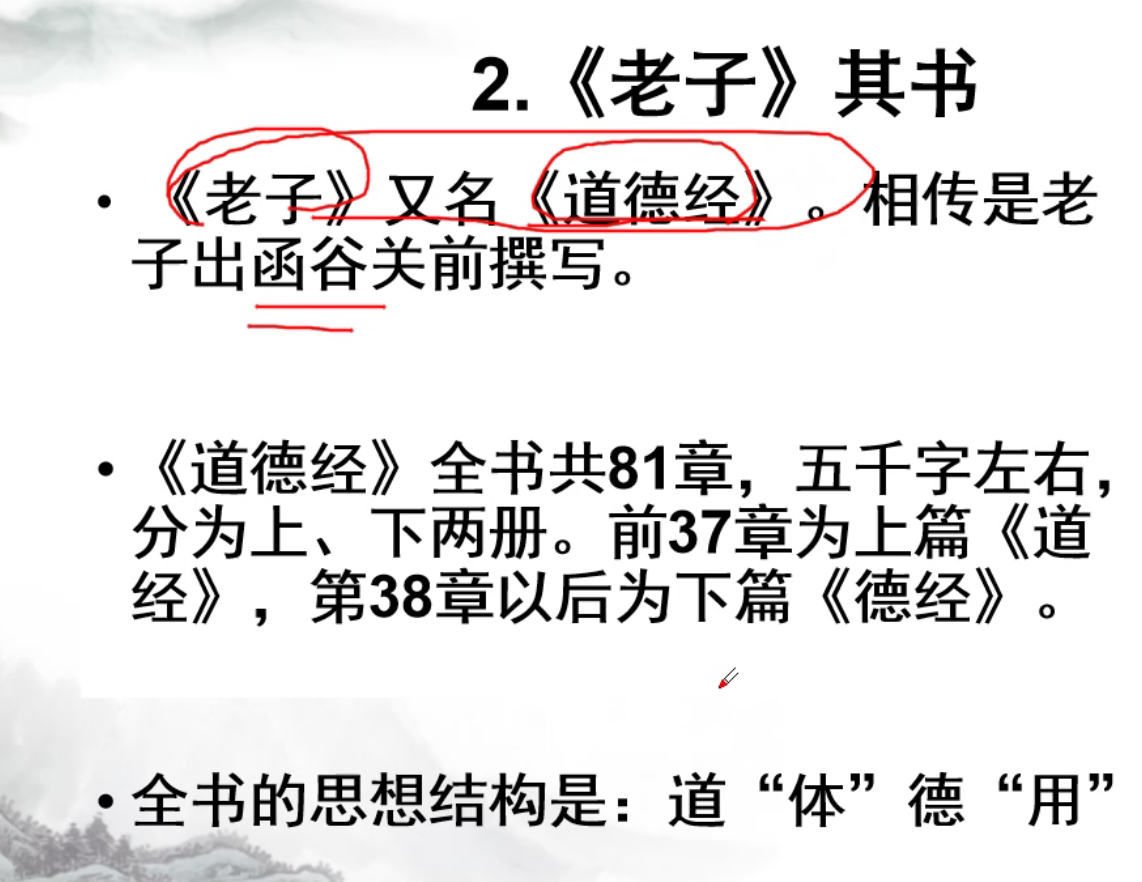 2.《老子》其书
• 《老子》又名《道德经》。相传是老
子出函谷关前撰写。
• 《道德经》全书共81章，五千字左右，
分为上、下两册。前37章为上篇《道
经》，第38章以后为下篇《德经》。
• 全书的思想结构是：道“体”德“用”